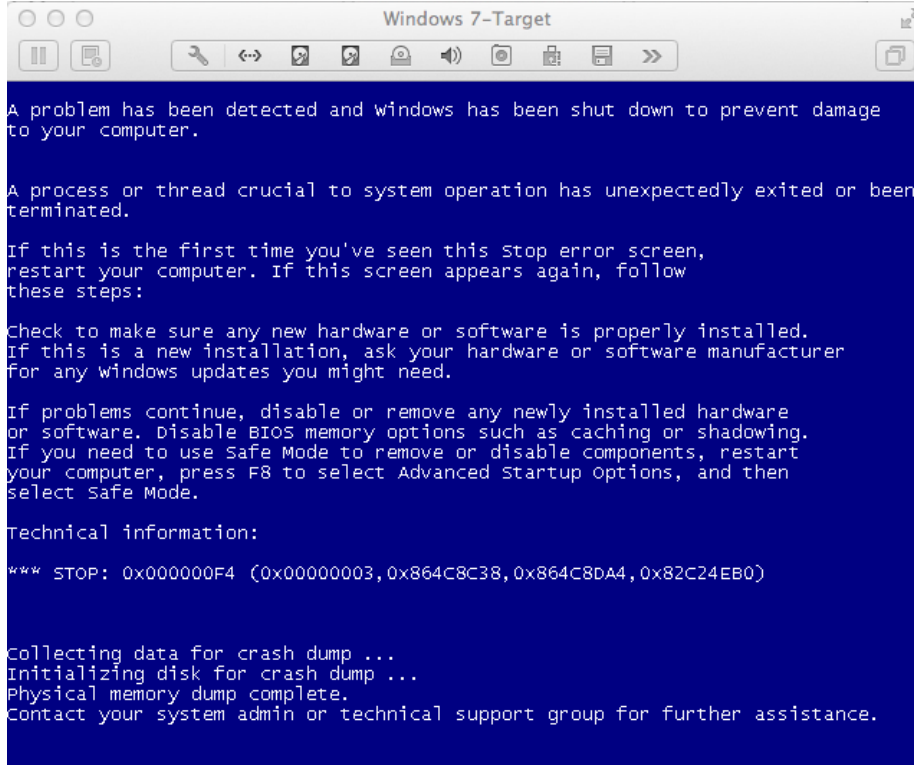 Windows 7-Target
A problem has been detected and Windows has been shut down to prevent damage
to your computer.
A process or thread crucial to system operation has unexpectedly exited or been
terminated.
If this is the first time you've seen this Stop error screen,
restart your computer. If this screen appears again, follow
these steps:
Check to make sure any new hardware or software is properly installed.
If this is a new installation, ask your hardware or software manufacturer
for any Windows updates you might need.
If problems continue, disable or remove any newly installed hardware
or software. Disable BIOS memory options such as caching or shadowing.
If you need to use Safe Mode to remove or disable components, restart
your computer, press F8 to select Advanced Startup Options, and then
select Safe Mode.
Technical information:
*** STOP: 0x000000F4 (0x00000003,0x864C8C38,0x864C8DA4,0x82C24EB0)
Collecting data for crash dump ...
Initializing disk for crash dump ...
Physical memory dump complete.
Contact your system admin or technical support group for further assistance.